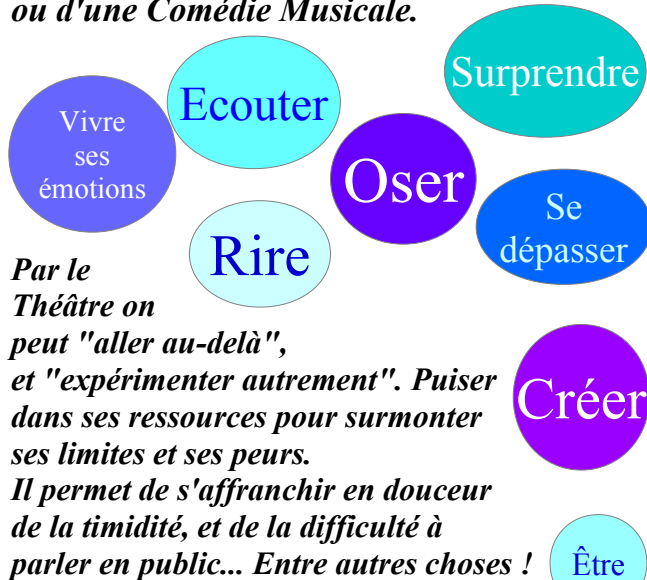 ou d'une Comédie Musicale.
Surprendre
Ecouter
Vivre
ses
émotions
Oser
Se
dépasser
Rire
Par le
Théâtre on
peut "aller au-delà",
et "expérimenter autrement". Puiser
dans ses ressources pour surmonter
ses limites et ses peurs.
Il permet de s'affranchir en douceur
de la timidité, et de la difficulté à
parler en public... Entre autres choses !
Créer
Être